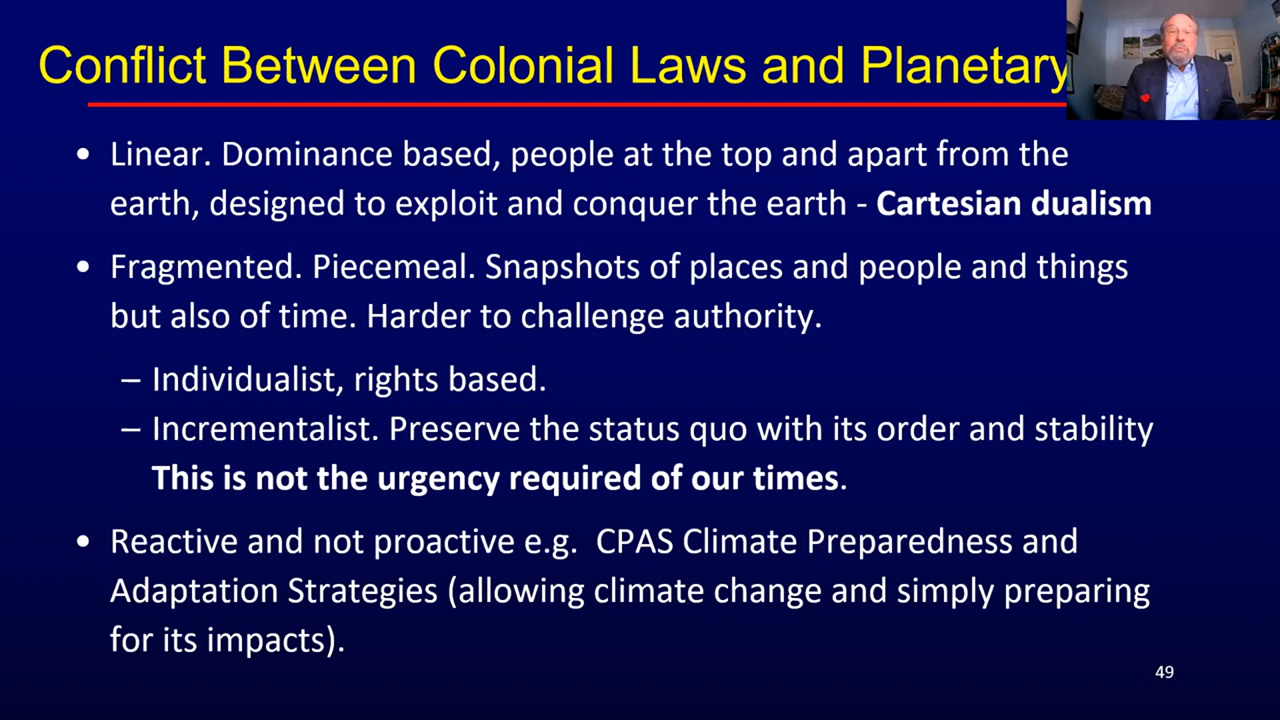 Conflict Between Colonial Laws and Planetary
• Linear. Dominance based, people at the top and apart from the
earth, designed to exploit and conquer the earth - Cartesian dualism
• Fragmented. Piecemeal. Snapshots of places and people and things
but also of time. Harder to challenge authority.
– Individualist, rights based.
– Incrementalist. Preserve the status quo with its order and stability
This is not the urgency required of our times.
• Reactive and not proactive e.g.  CPAS Climate Preparedness and
Adaptation Strategies (allowing climate change and simply preparing
for its impacts).
49